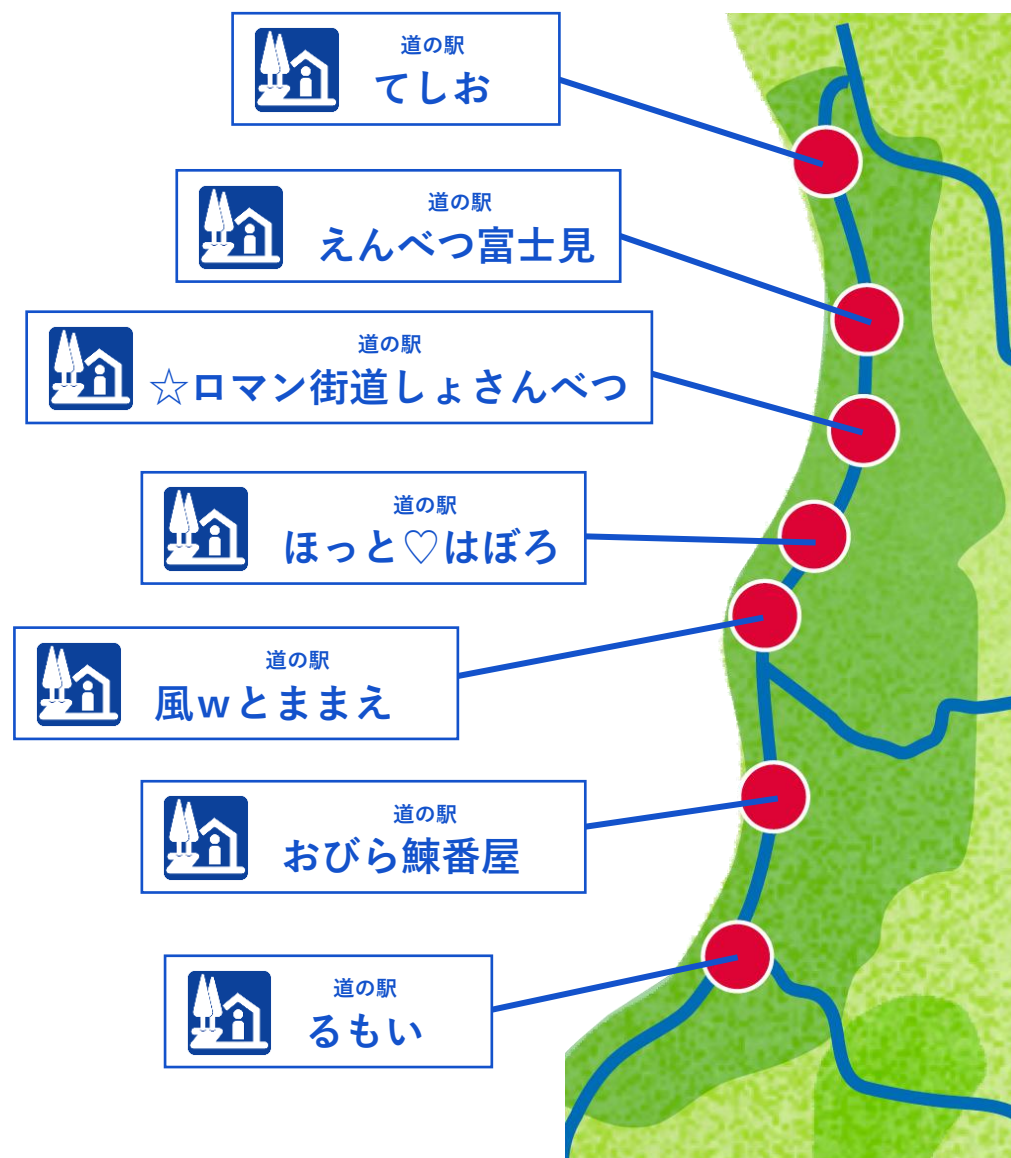 道の駅
てしお
道の駅
えんべつ富士見
道の駅
☆ロマン街道しょさんべつ
道の駅
ほっと♡はぼろ
道の駅
風wとままえ
道の駅
おびら鰊番屋
道の駅
るもい